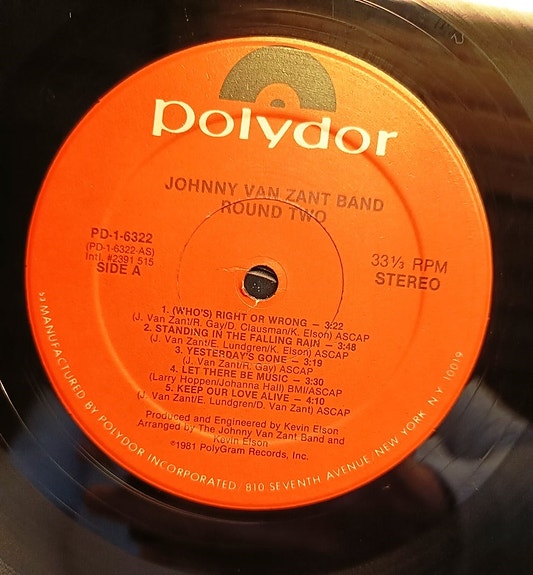 polydor
JOHNNY VAN ZANT BAND
ROUND TWO
PD-1-6322
(PD-1-6322-AS)
Intl. #2391 515
SIDE A
33 1/3 RPM
STEREO
1. (WHO'S) RIGHT OR WRONG – 3:22
(J. Van Zant/R. Gay/D. Clausman/K. Elson) ASCAP
2. STANDING IN THE FALLING RAIN – 3:48
(J. Van Zant/E. Lundgren/K. Elson) ASCAP
3. YESTERDAY'S GONE – 3:19
(J. Van Zant/R. Gay) ASCAP
4. LET THERE BE MUSIC – 3:30
(Larry Hoppen/Johanna Hall) BMI/ASCAP
5. KEEP OUR LOVE ALIVE – 4:10
(J. Van Zant/E. Lundgren/D. Van Zant) ASCAP
Produced and Engineered by Kevin Elson
Arranged by The Johnny Van Zant Band and
Kevin Elson
℗1981 PolyGram Records, Inc.
53 MANUFACTURED BY POLYDOR INCORPORATED. 810 SEVENTH AVENUE, NEW YORK, N.Y. 10019